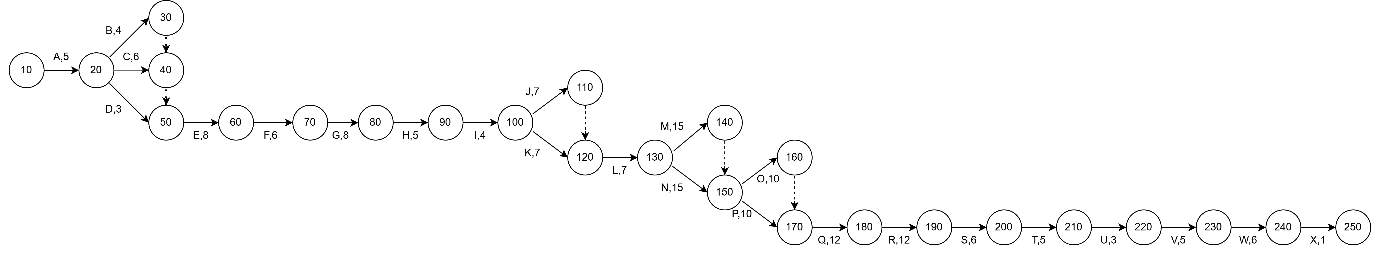 30
B,4
A,5
C,6
10
20
40
D,3
50
E,8
60
F,6
70
G,8
80
H,5
90
I,4
100
J,7
110
K,7
120
L,7
130
M,15
140
N,15
150
O,10
160
P,10
170
Q,12
180
R,12
190
S,6
200
T,5
210
U,3
220
V,5
230
W,6
240
X,1
250